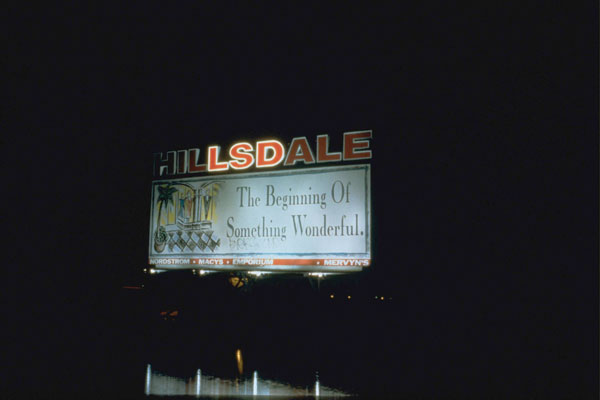 HILLSDALE
The Beginning Of
Something Wonderful.
NORDSTROM • MACYS • EMPORIUM • MERVYN'S